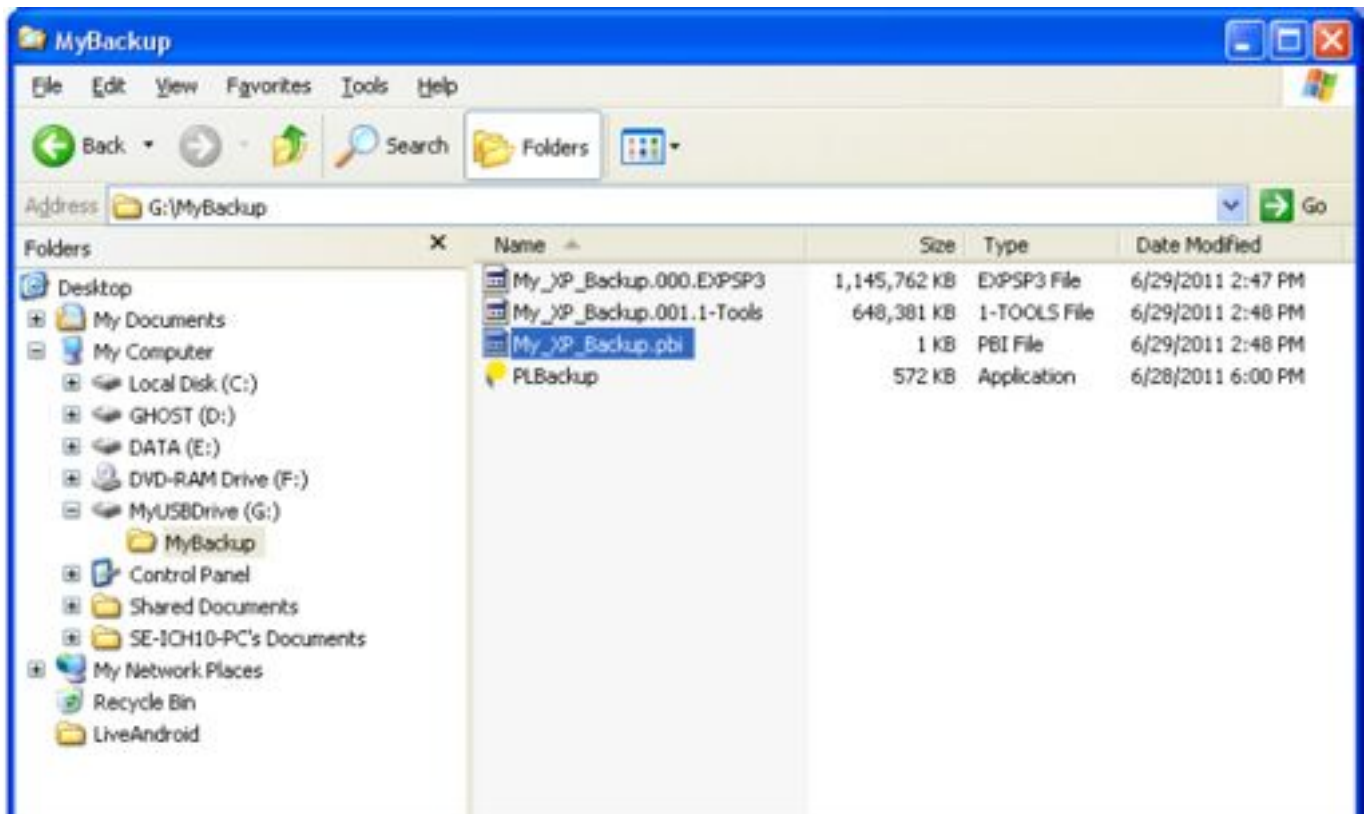 MyBackup
File Edit View Favorites Tools Help
Back Search Folders
Address G:\MyBackup Go
Folders Name Size Type Date Modified
Desktop
My Documents
My Computer
Local Disk (C:)
GHOST (D:)
DATA (E:)
DVD-RAM Drive (F:)
MyUSBDrive (G:)
MyBackup
Control Panel
Shared Documents
SE-ICH10-PC's Documents
My Network Places
Recycle Bin
LiveAndroid
My_XP_Backup.000.EXPSP3 1,145,762 KB EXPSP3 File 6/29/2011 2:47 PM
My_XP_Backup.001.1-Tools 648,381 KB 1-TOOLS File 6/29/2011 2:48 PM
My_XP_Backup.pbi 1 KB PBI File 6/29/2011 2:48 PM
PLBackup 572 KB Application 6/28/2011 6:00 PM